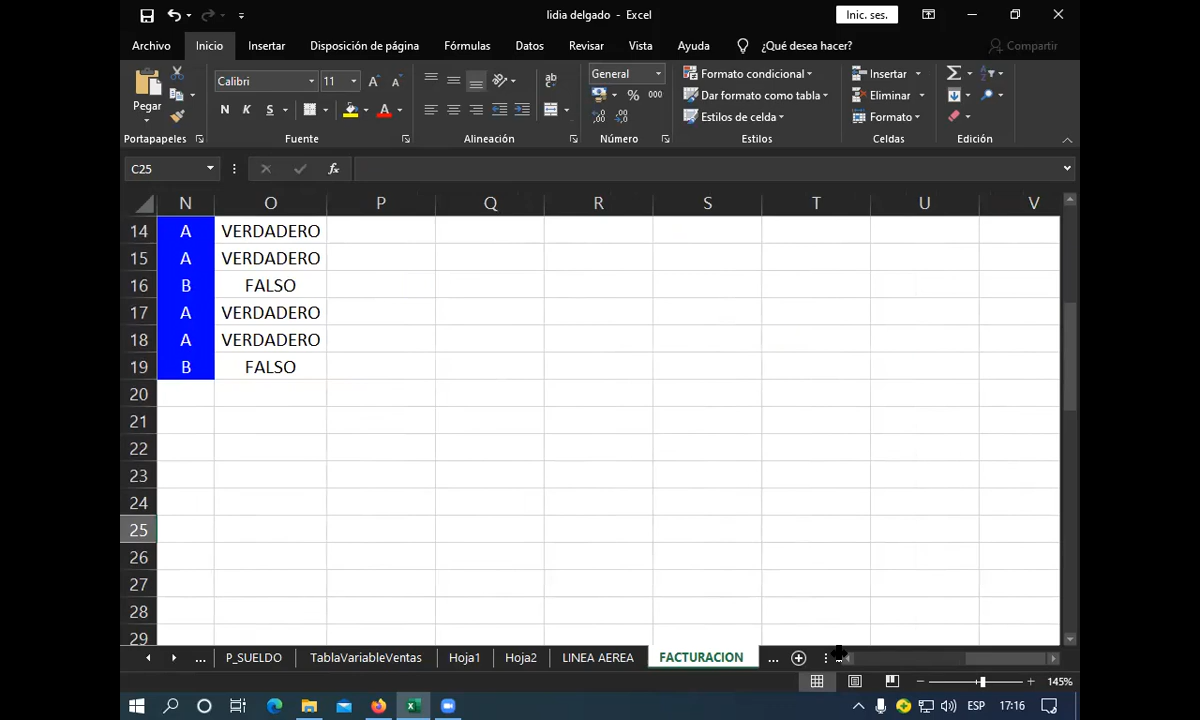 lidia delgado - Excel
Inic. ses.
Archivo Inicio Insertar Disposición de página Fórmulas Datos Revisar Vista Ayuda ¿Qué desea hacer? Compartir
Pegar
Calibri 11
N K S
ab
General
% 000
Formato condicional
Dar formato como tabla
Estilos de celda
Insertar
Eliminar
Formato
Portapapeles Fuente Alineación Número Estilos Celdas Edición
C25 fx
N O P Q R S T U V
14 A VERDADERO
15 A VERDADERO
16 B FALSO
17 A VERDADERO
18 A VERDADERO
19 B FALSO
20
21
22
23
24
25
26
27
28
29
... P_SUELDO TablaVariableVentas Hoja1 Hoja2 LINEA AEREA FACTURACION ...
145%
ESP 17:16